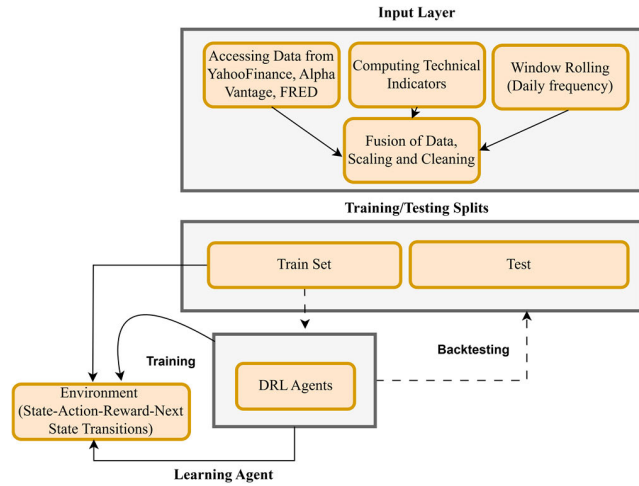 Input Layer
Accessing Data from
YahooFinance, Alpha
Vantage, FRED
Computing Technical
Indicators
Window Rolling
(Daily frequency)
Fusion of Data,
Scaling and Cleaning
Training/Testing Splits
Train Set
Test
Training
Backtesting
DRL Agents
Environment
(State-Action-Reward-Next
State Transitions)
Learning Agent